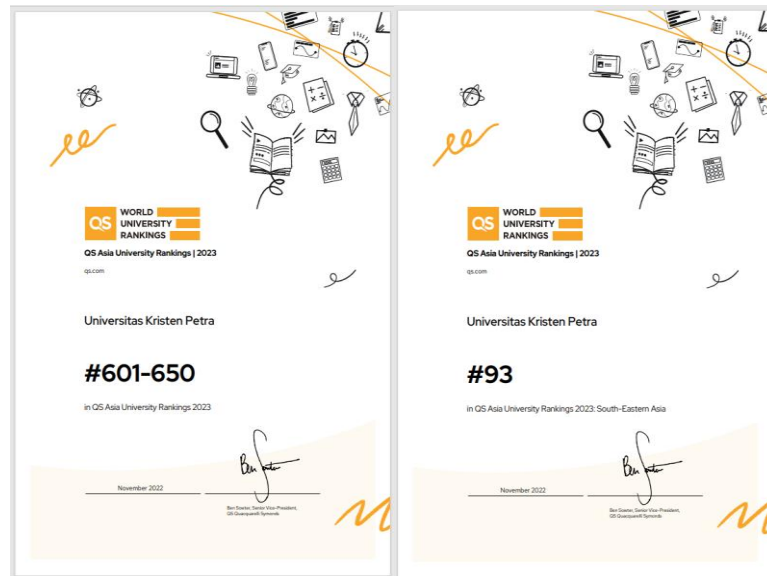 QS WORLD
UNIVERSITY
RANKINGS
QS Asia University Rankings | 2023
qs.com
Universitas Kristen Petra
#601-650
in QS Asia University Rankings 2023
November 2022
Ben Sowter, Senior Vice-President,
QS Quacquarelli Symonds
QS WORLD
UNIVERSITY
RANKINGS
QS Asia University Rankings | 2023
qs.com
Universitas Kristen Petra
#93
in QS Asia University Rankings 2023: South-Eastern Asia
November 2022
Ben Sowter, Senior Vice-President,
QS Quacquarelli Symonds